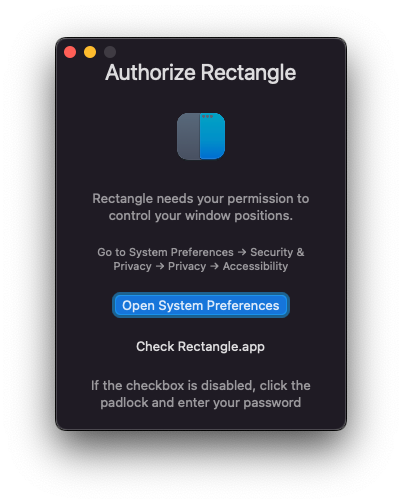 Authorize Rectangle
Rectangle needs your permission to
control your window positions.
Go to System Preferences → Security &
Privacy → Privacy → Accessibility
Open System Preferences
Check Rectangle.app
If the checkbox is disabled, click the
padlock and enter your password